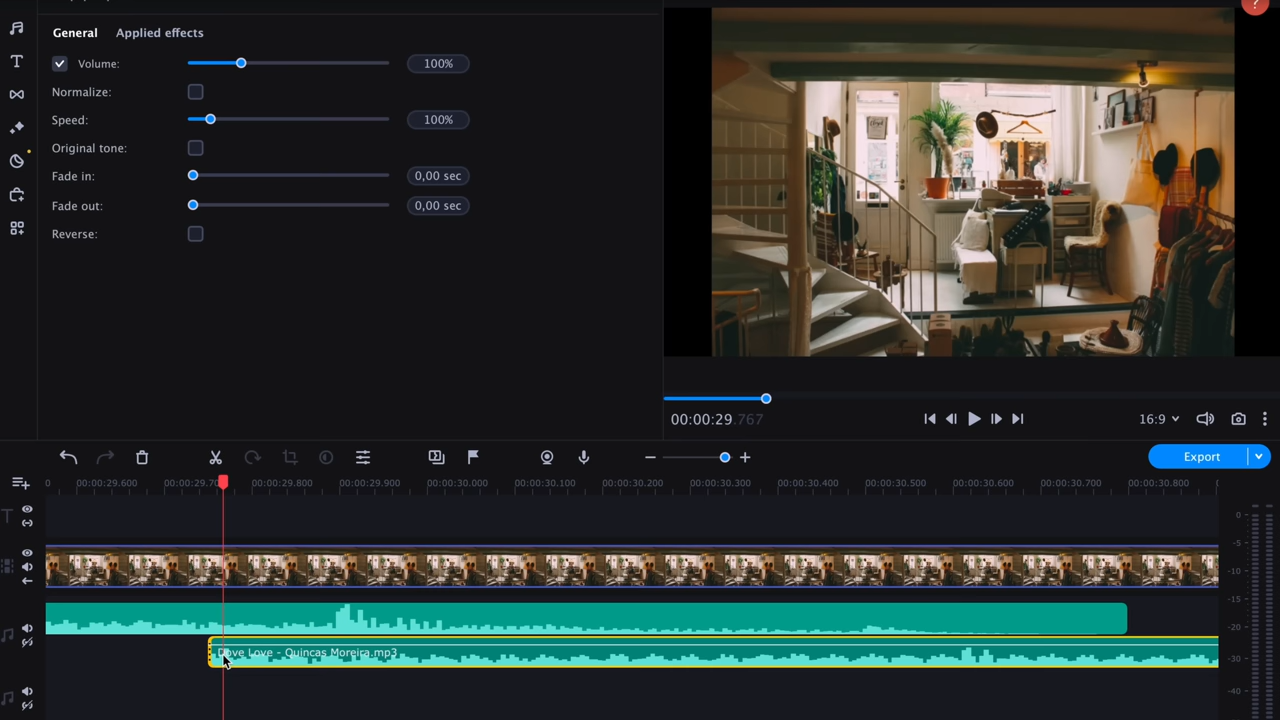 General Applied effects
Volume: 100%
Normalize:
Speed: 100%
Original tone:
Fade in: 0,00 sec
Fade out: 0,00 sec
Reverse:
?
00:00:29.767
16:9
Export
0 00:00:29.600 00:00:29.70 00:00:29.800 00:00:29.900 00:00:30.000 00:00:30.100 00:00:30.200 00:00:30.300 00:00:30.400 00:00:30.500 00:00:30.600 00:00:30.700 00:00:30.800
0
-5
-10
-15
-20
-30
-40
Dove Love - Quincas Moreira.mp3